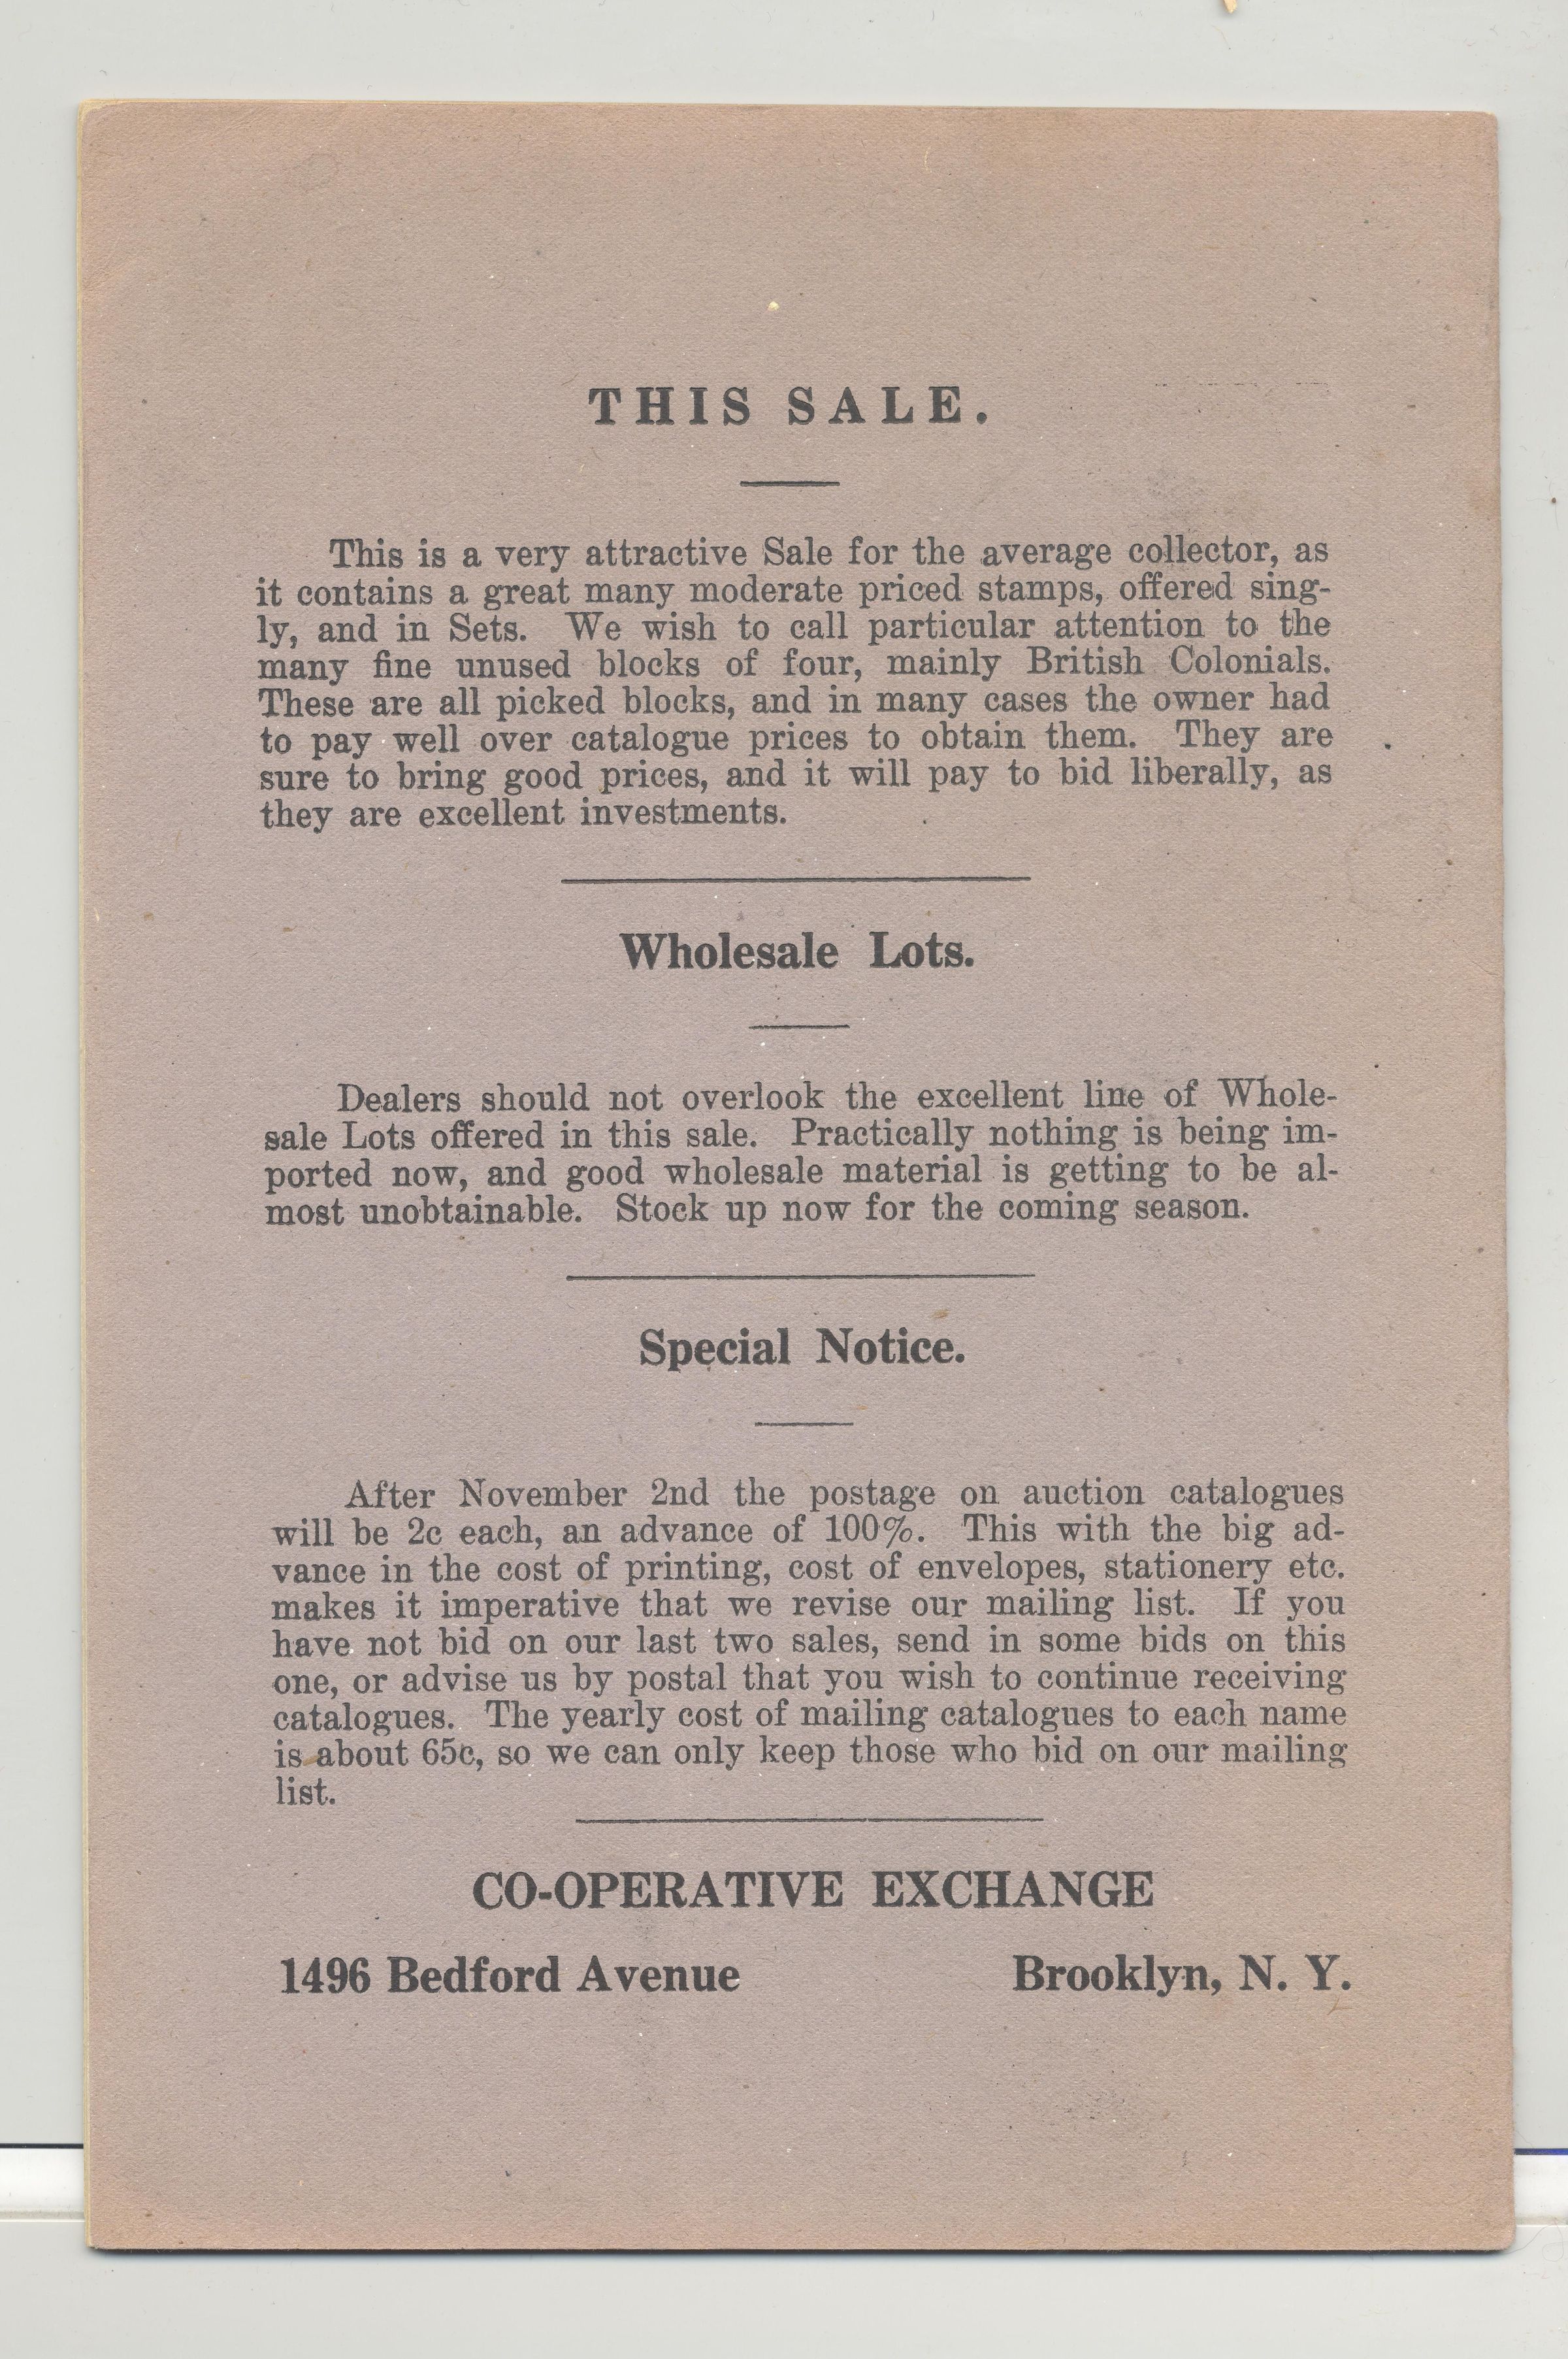 THIS SALE.
This is a very attractive Sale for the average collector, as
it contains a great many moderate priced stamps, offered sing-
ly, and in Sets. We wish to call particular attention to the
many fine unused blocks of four, mainly British Colonials.
These are all picked blocks, and in many cases the owner had
to pay well over catalogue prices to obtain them. They are
sure to bring good prices, and it will pay to bid liberally, as
they are excellent investments.
Wholesale Lots.
Dealers should not overlook the excellent line of Whole-
sale Lots offered in this sale. Practically nothing is being im-
ported now, and good wholesale material is getting to be al-
most unobtainable. Stock up now for the coming season.
Special Notice.
After November 2nd the postage on auction catalogues
will be 2c each, an advance of 100%. This with the big ad-
vance in the cost of printing, cost of envelopes, stationery etc.
makes it imperative that we revise our mailing list. If you
have not bid on our last two sales, send in some bids on this
one, or advise us by postal that you wish to continue receiving
catalogues. The yearly cost of mailing catalogues to each name
is about 65c, so we can only keep those who bid on our mailing
list.
CO-OPERATIVE EXCHANGE
1496 Bedford Avenue Brooklyn, N. Y.